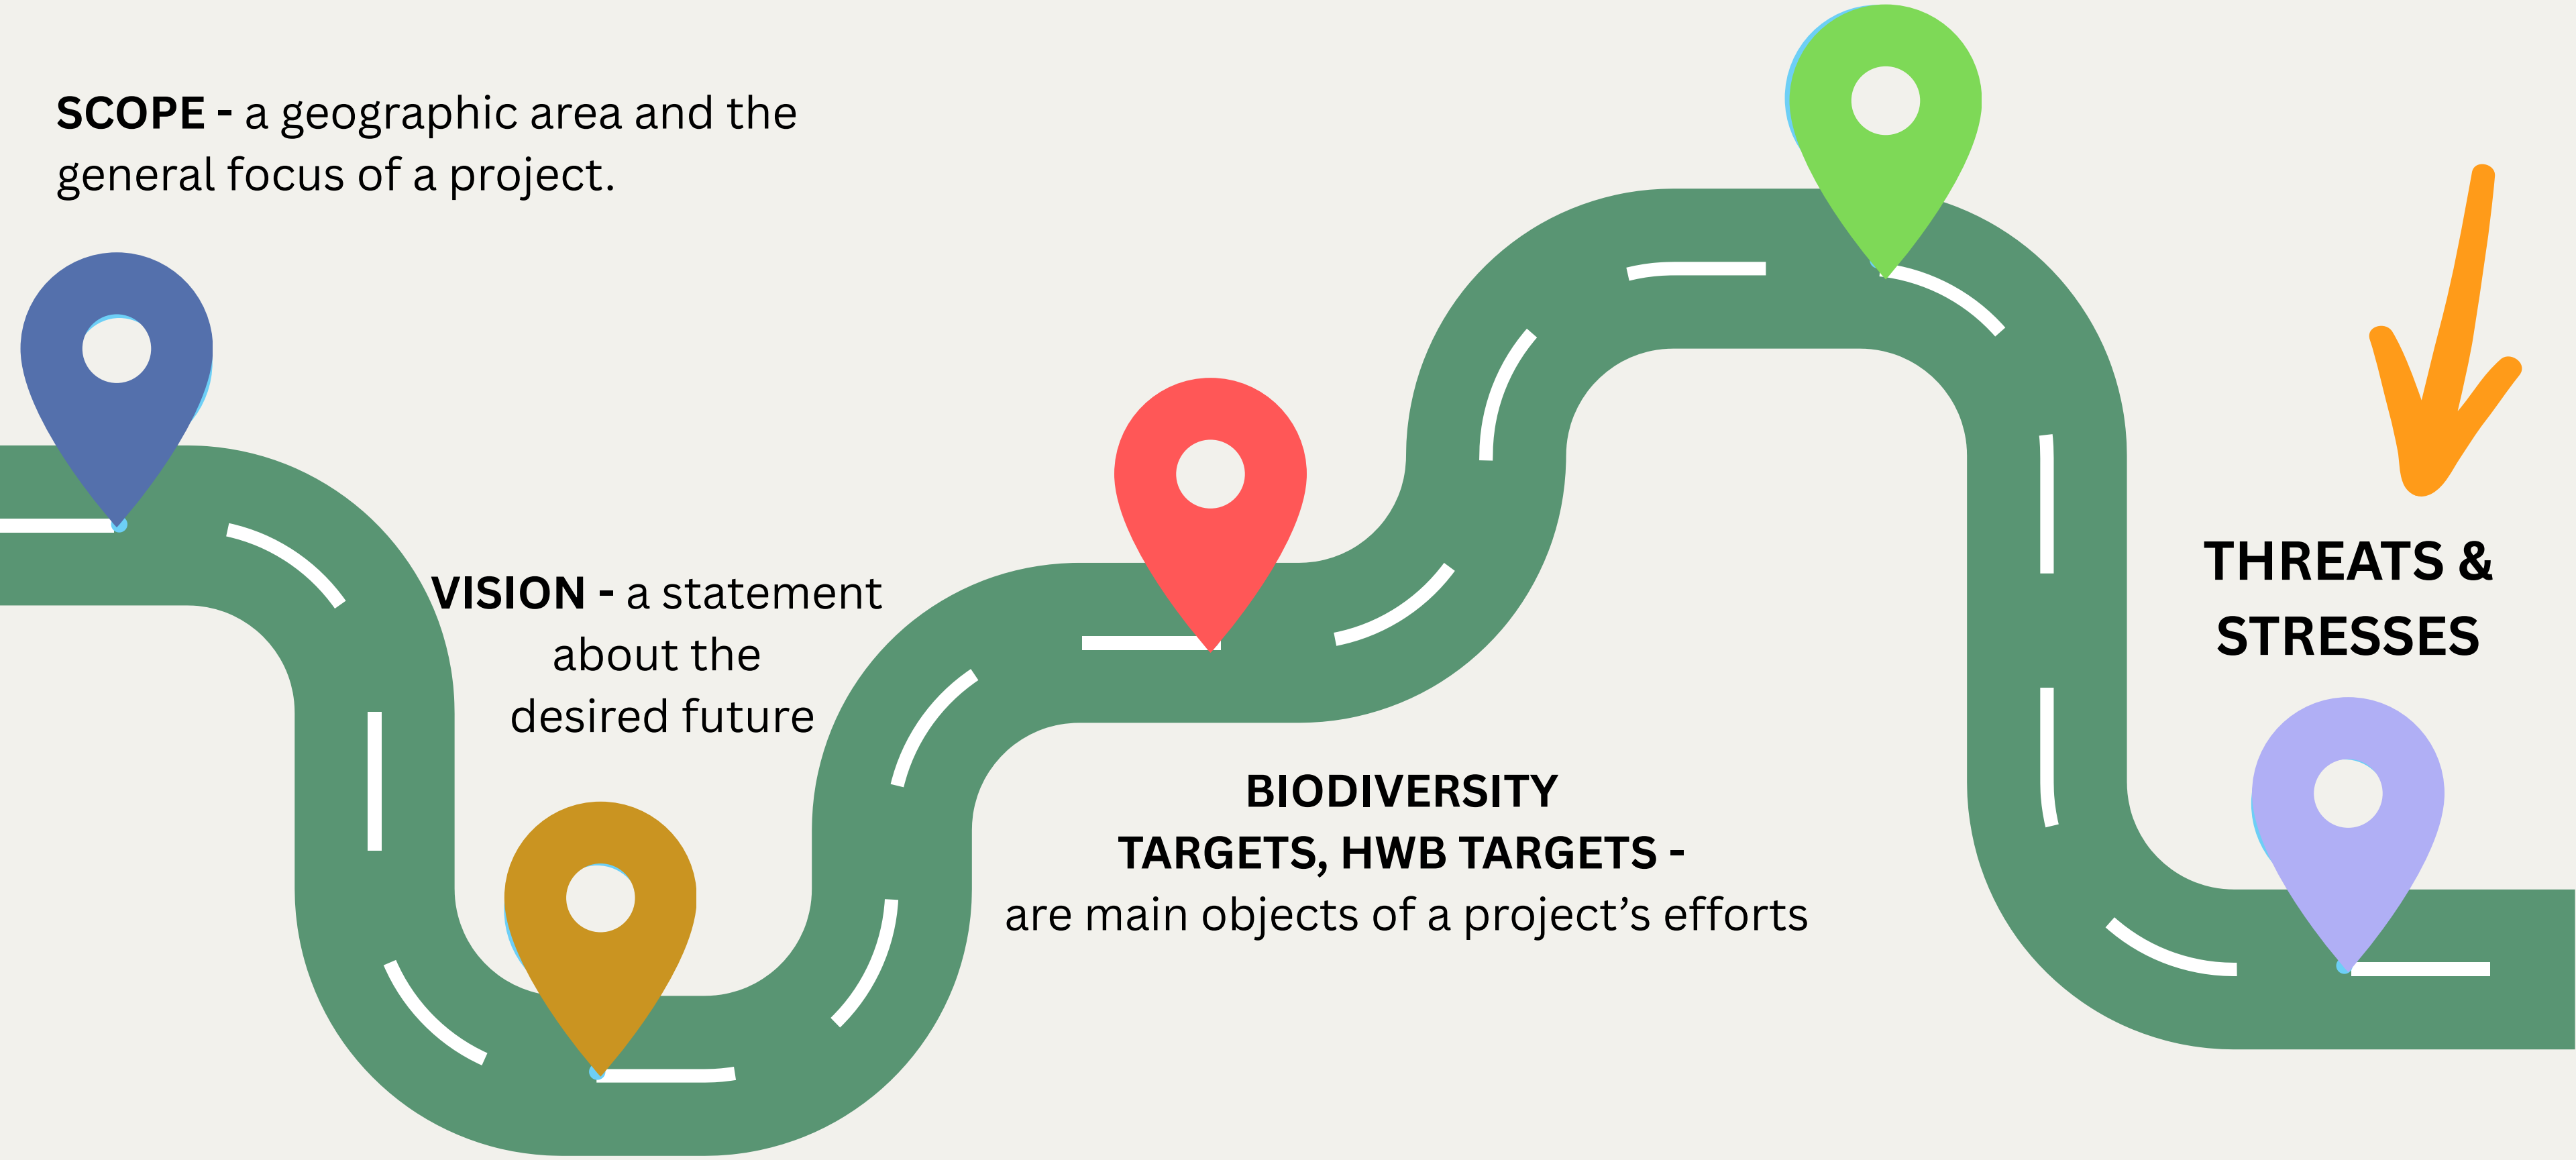 SCOPE - a geographic area and the
general focus of a project.
VISION - a statement
about the
desired future
BIODIVERSITY
TARGETS, HWB TARGETS -
are main objects of a project’s efforts
THREATS &
STRESSES